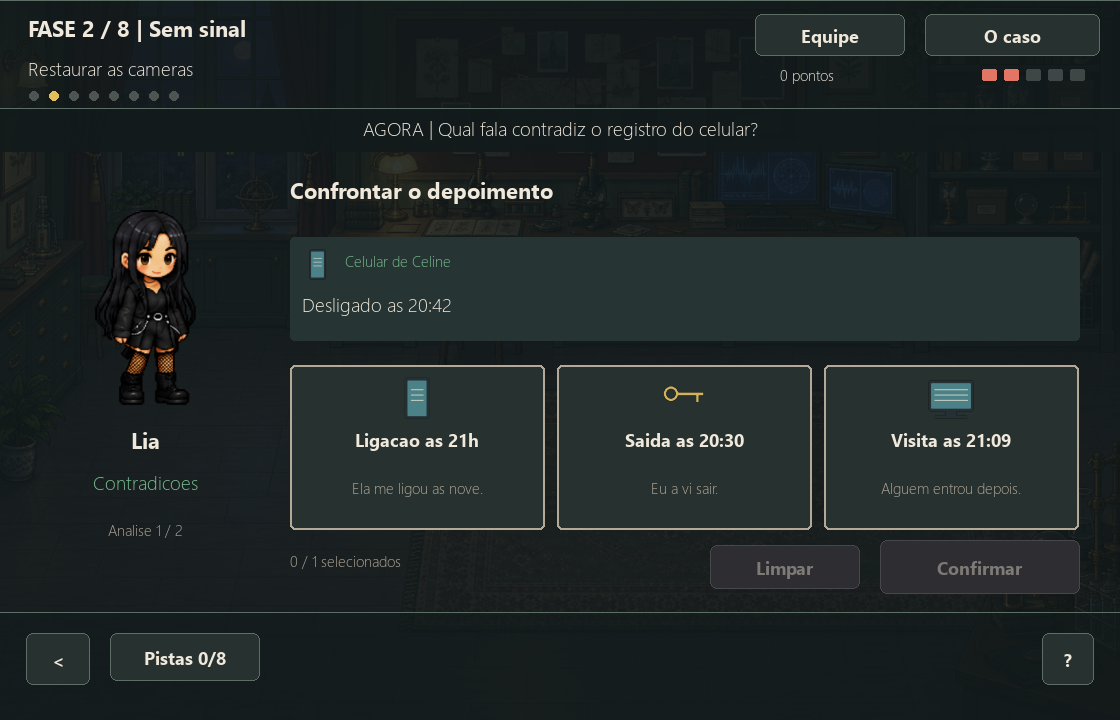 FASE 2 / 8 | Sem sinal
Equipe
O caso
Restaurar as cameras
0 pontos
AGORA | Qual fala contradiz o registro do celular?
Confrontar o depoimento
Celular de Celine
Desligado as 20:42
Ligacao as 21h
Ela me ligou as nove.
Saida as 20:30
Eu a vi sair.
Visita as 21:09
Alguem entrou depois.
Lia
Contradicoes
Analise 1 / 2
0 / 1 selecionados
Limpar
Confirmar
<
Pistas 0/8
?